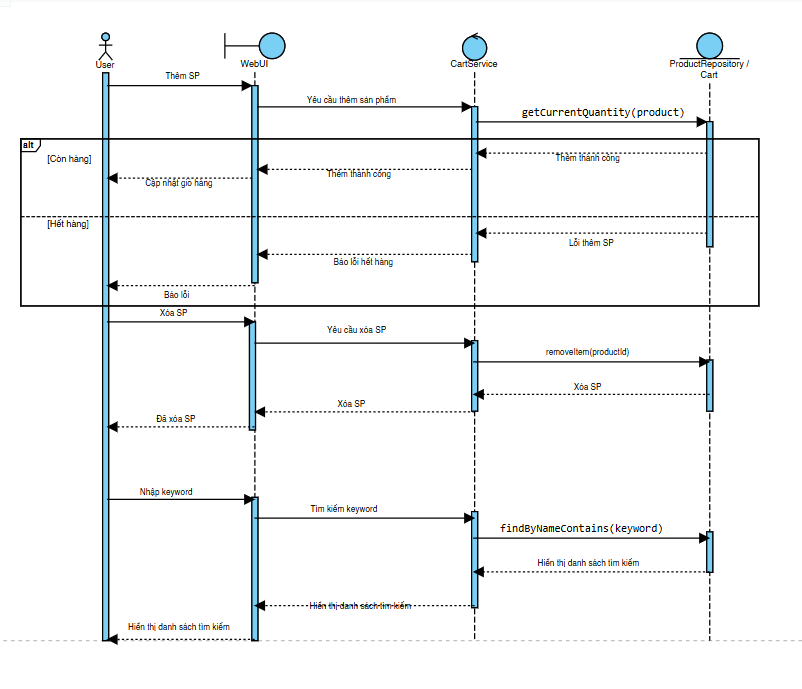 User
WebUI
CartService
ProductRepository /
Cart
Thêm SP
Yêu cầu thêm sản phẩm
getCurrentQuantity(product)
alt
[Còn hàng]
Thêm thành công
Thêm thành công
Cập nhật giỏ hàng
[Hết hàng]
Lỗi thêm SP
Báo lỗi hết hàng
Báo lỗi
Xóa SP
Yêu cầu xóa SP
removeItem(productId)
Xóa SP
Xóa SP
Đã xóa SP
Nhập keyword
Tìm kiếm keyword
findByNameContains(keyword)
Hiển thị danh sách tìm kiếm
Hiển thị danh sách tìm kiếm
Hiển thị danh sách tìm kiếm